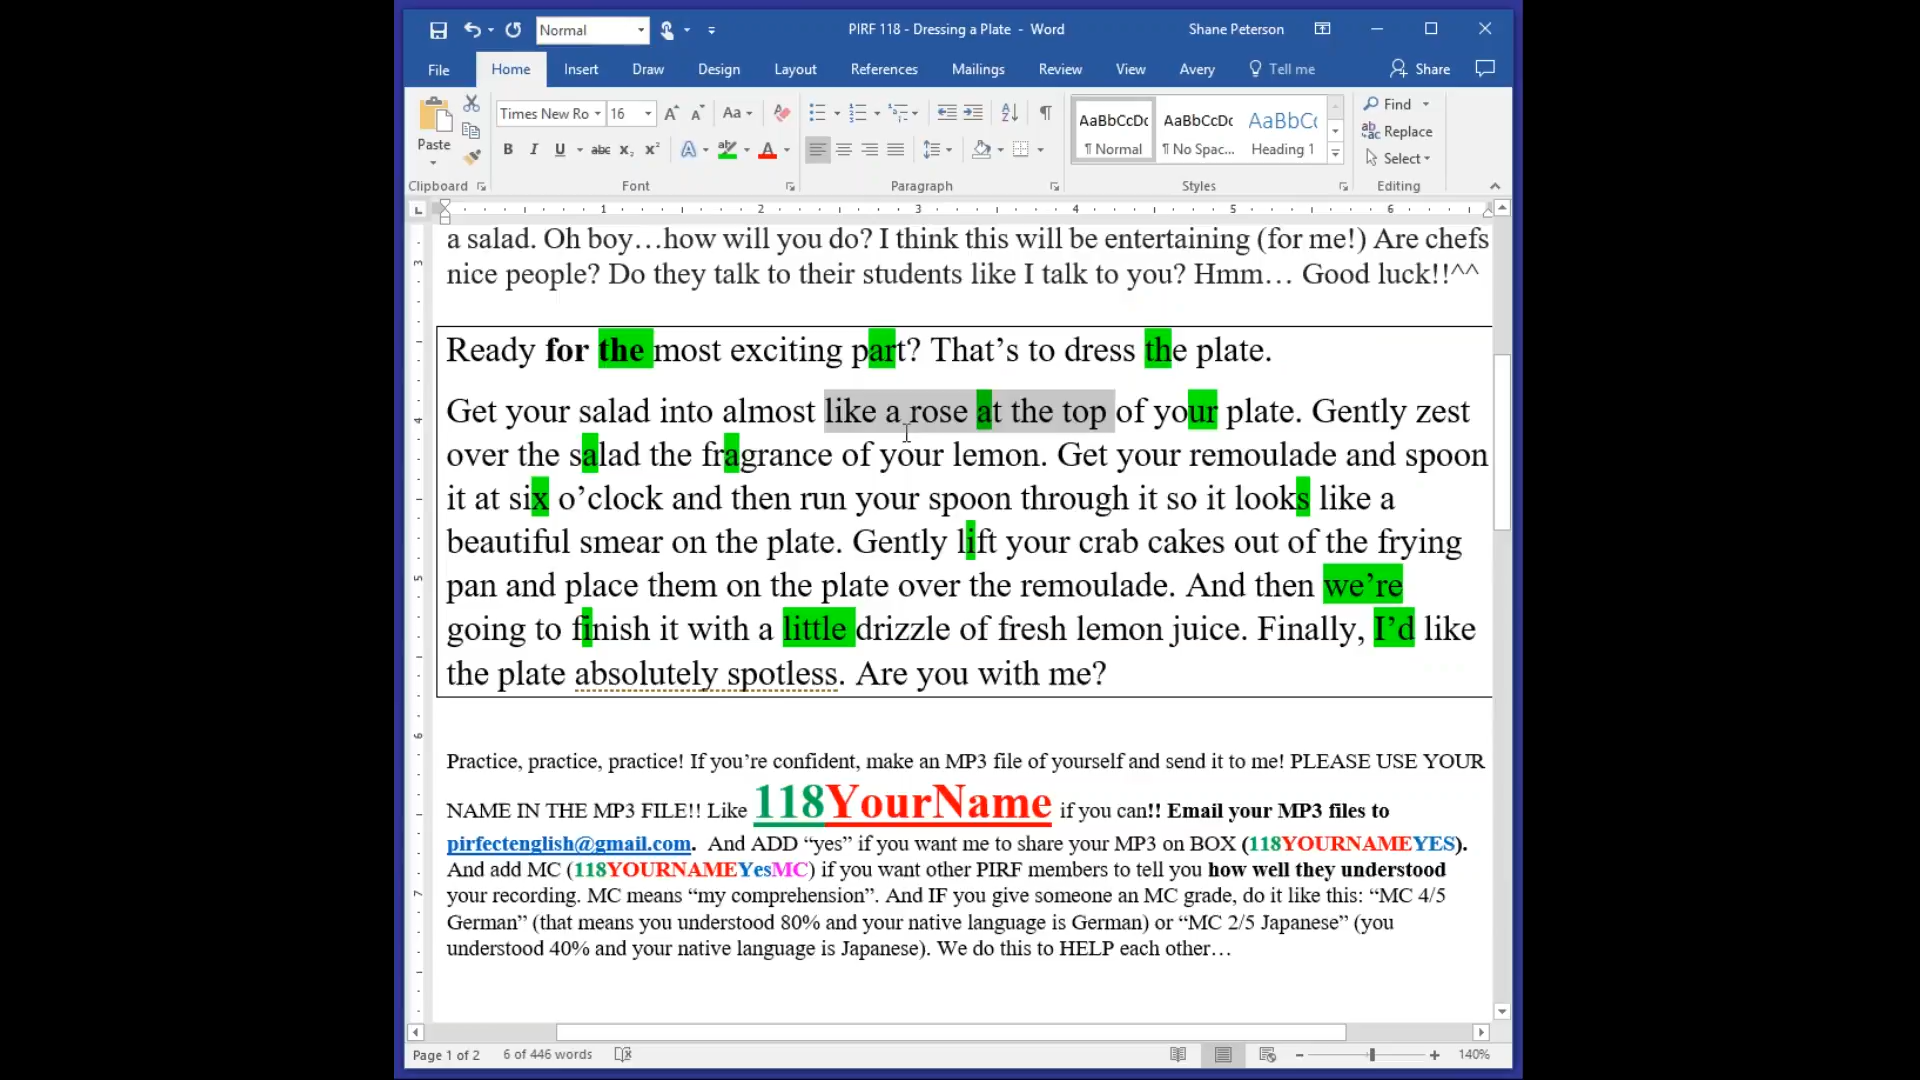 Normal PIRF 118 - Dressing a Plate - Word Shane Peterson
File Home Insert Draw Design Layout References Mailings Review View Avery Tell me Share
Times New Ro 16 Aa AaBbCcDc AaBbCcDc AaBbCc Find
Paste B I U abc x₂ x² A A ¶ Normal ¶ No Spac... Heading 1 Replace
Select
Clipboard Font Paragraph Styles Editing
L 1 2 3 4 5 6
a salad. Oh boy…how will you do? I think this will be entertaining (for me!) Are chefs
nice people? Do they talk to their students like I talk to you? Hmm… Good luck!!^^
Ready for the most exciting part? That’s to dress the plate.
Get your salad into almost like a rose at the top of your plate. Gently zest
over the salad the fragrance of your lemon. Get your remoulade and spoon
it at six o’clock and then run your spoon through it so it looks like a
beautiful smear on the plate. Gently lift your crab cakes out of the frying
pan and place them on the plate over the remoulade. And then we’re
going to finish it with a little drizzle of fresh lemon juice. Finally, I’d like
the plate absolutely spotless. Are you with me?
Practice, practice, practice! If you’re confident, make an MP3 file of yourself and send it to me! PLEASE USE YOUR
NAME IN THE MP3 FILE!! Like 118YourName if you can!! Email your MP3 files to
pirfectenglish@gmail.com. And ADD “yes” if you want me to share your MP3 on BOX (118YOURNAMEYES).
And add MC (118YOURNAMEYesMC) if you want other PIRF members to tell you how well they understood
your recording. MC means “my comprehension”. And IF you give someone an MC grade, do it like this: “MC 4/5
German” (that means you understood 80% and your native language is German) or “MC 2/5 Japanese” (you
understood 40% and your native language is Japanese). We do this to HELP each other…
Page 1 of 2 6 of 446 words 140%